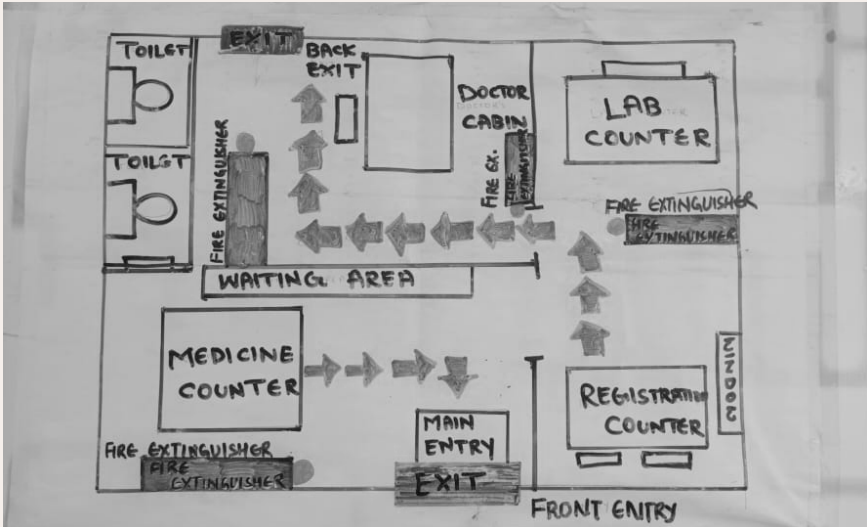 TOILET
EXIT
BACK
EXIT
DOCTOR
CABIN
LAB
COUNTER
TOILGT
FIRE EXTINGUISHER
FIRE EX.
FIRE
EXTINGUISHER
FIRE EXTINGUISHER
FIRE
EXTINGUISHER
WAITING AREA
MEDICINE
COUNTER
WINDOW
REGISTRATION
COUNTER
MAIN
ENTRY
EXIT
FIRE EXTINGUISHER
FIRE
EXTINGUISHER
FRONT ENTRY